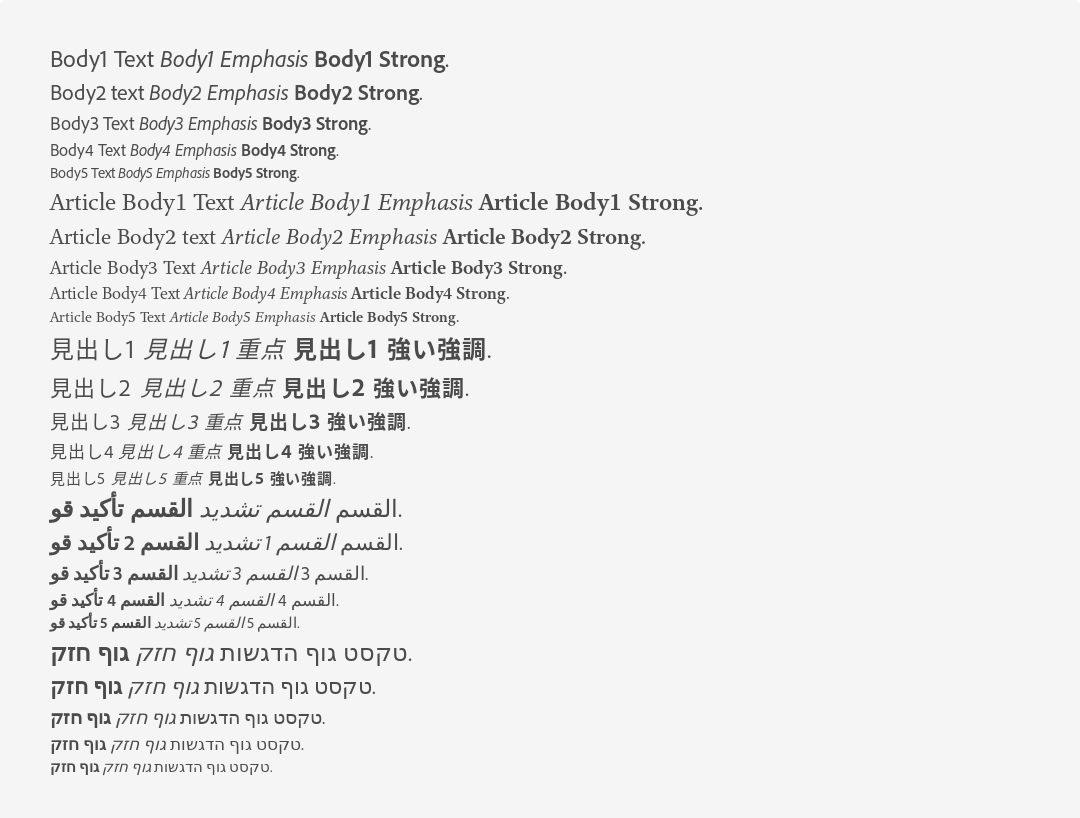 Body1 Text Body1 Emphasis Body1 Strong.
Body2 text Body2 Emphasis Body2 Strong.
Body3 Text Body3 Emphasis Body3 Strong.
Body4 Text Body4 Emphasis Body4 Strong.
Body5 Text Body5 Emphasis Body5 Strong.
Article Body1 Text Article Body1 Emphasis Article Body1 Strong.
Article Body2 text Article Body2 Emphasis Article Body2 Strong.
Article Body3 Text Article Body3 Emphasis Article Body3 Strong.
Article Body4 Text Article Body4 Emphasis Article Body4 Strong.
Article Body5 Text Article Body5 Emphasis Article Body5 Strong.
見出し1 見出し1 重点 見出し1 強い強調.
見出し2 見出し2 重点 見出し2 強い強調.
見出し3 見出し3 重点 見出し3 強い強調.
見出し4 見出し4 重点 見出し4 強い強調.
見出し5 見出し5 重点 見出し5 強い強調.
القسم القسم تشديد القسم تأكيد قو.
القسم القسم 1 تشديد القسم 2 تأكيد قو.
القسم 3 القسم 3 تشديد القسم 3 تأكيد قو.
القسم 4 القسم 4 تشديد القسم 4 تأكيد قو.
القسم 5 القسم 5 تشديد القسم 5 تأكيد قو.
טקסט גוף הדגשות גוף חזק גוף חזק.
טקסט גוף הדגשות גוף חזק גוף חזק.
טקסט גוף הדגשות גוף חזק גוף חזק.
טקסט גוף הדגשות גוף חזק גוף חזק.
טקסט גוף הדגשות גוף חזק גוף חזק.